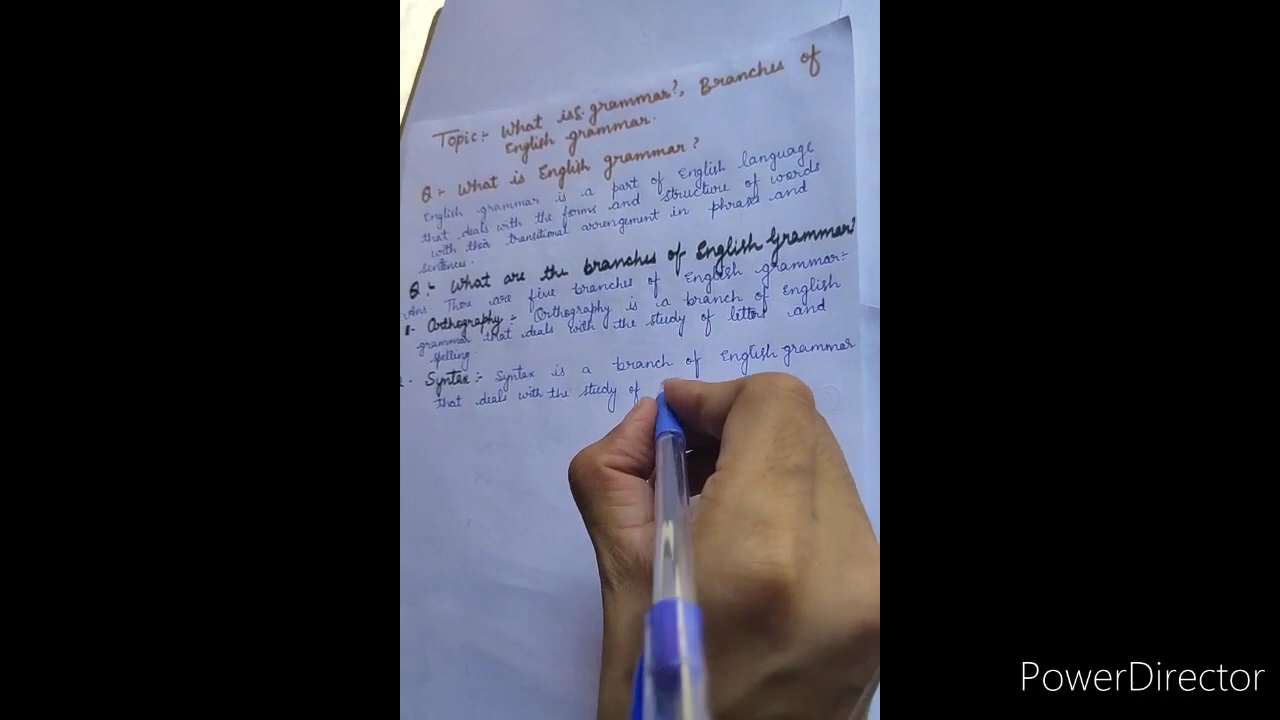 Topic:- What is grammar?, Branches of
English grammar.
Q:- What is English grammar?
English grammar is a part of English language
that deals with the forms and structure of words
with their transitional arrengement in phrases and
sentences.
Q:- What are the branches of English Grammar?
Ans There are five branches of English grammar:-
1- Orthography:- Orthography is a branch of English
grammar that deals with the study of letters and
spelling.
2. Syntax:- Syntax is a branch of English grammar
that deals with the study of
PowerDirector